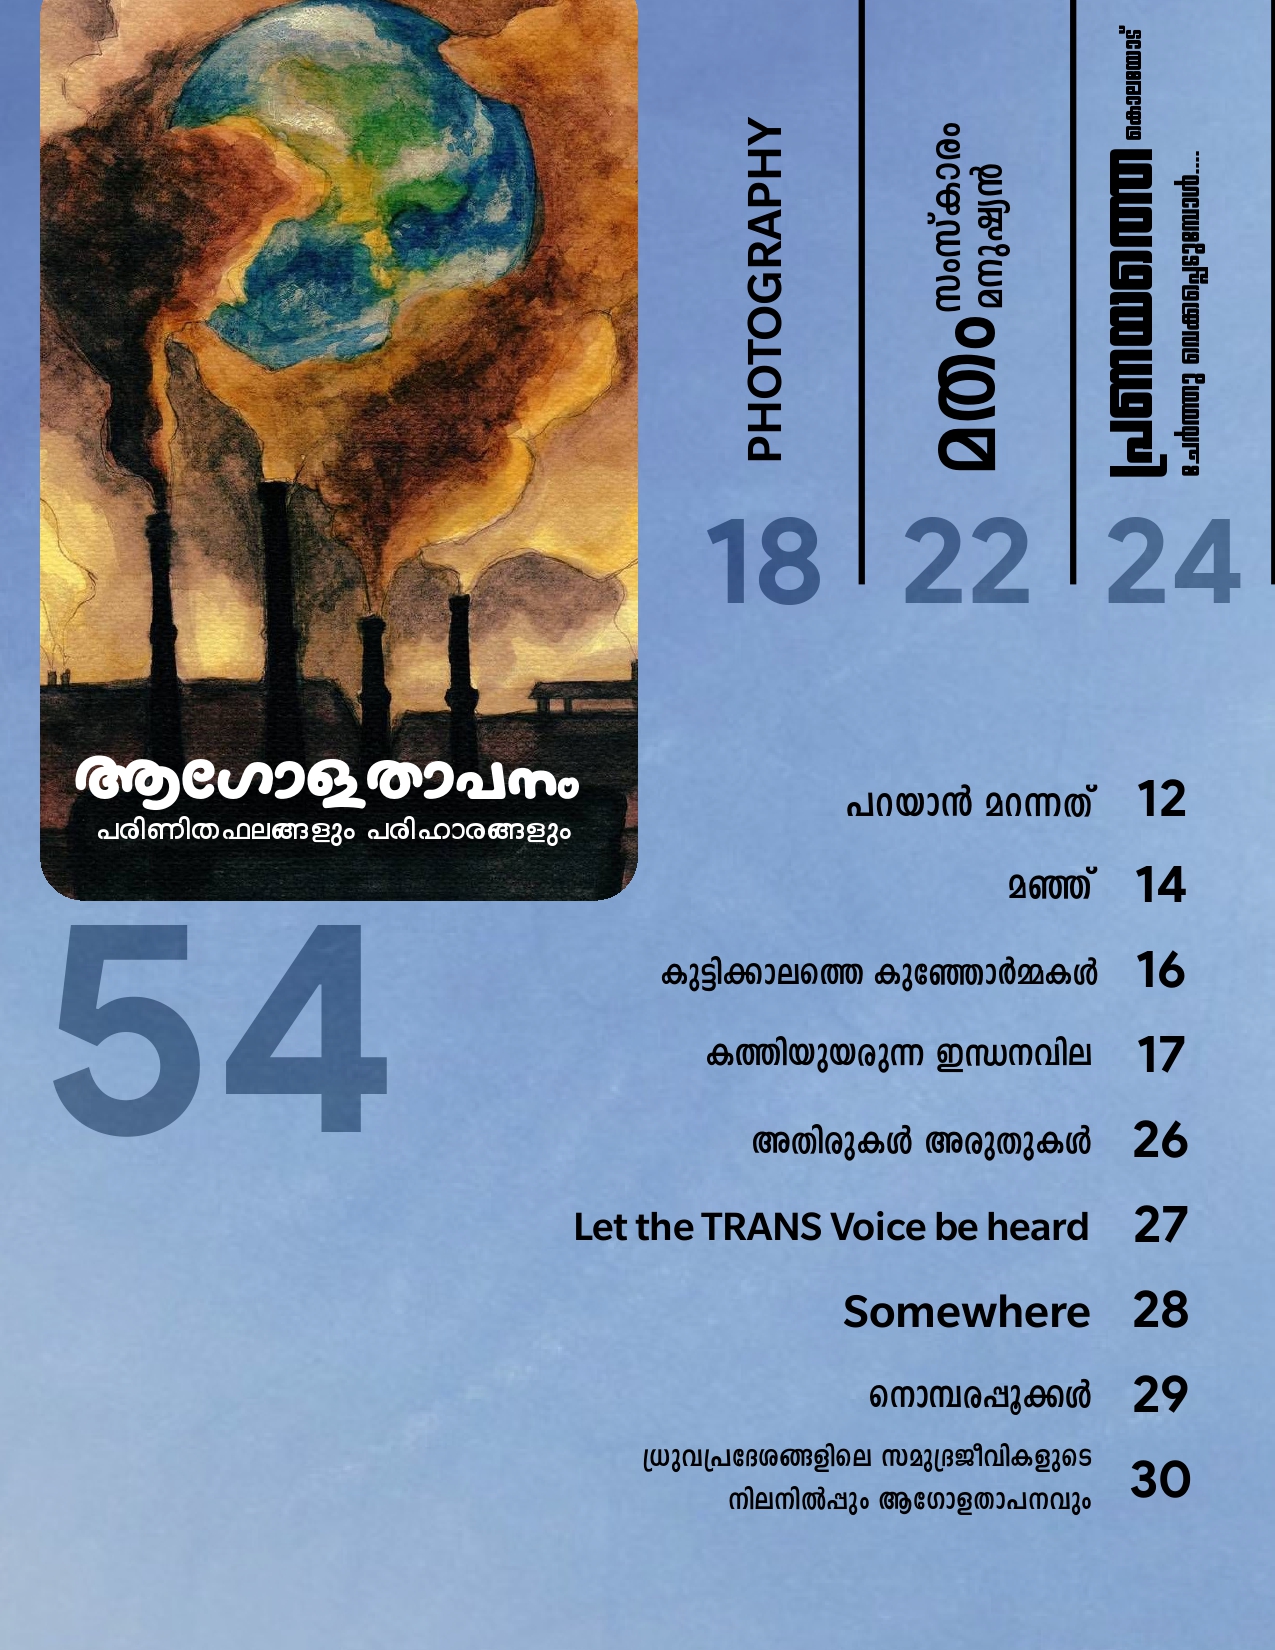 PHOTOGRAPHY
18
മതം
സംസ്കാരം
മനുഷ്യൻ
22
പ്രണയത്തെ കൊലയോട്
ചേർത്തു വെക്കപ്പെടുമ്പോൾ....
24
ആഗോള താപനം
പരിണിതഫലങ്ങളും പരിഹാരങ്ങളും
54
പറയാൻ മറന്നത് 12
മഞ്ഞ് 14
കുട്ടിക്കാലത്തെ കുഞ്ഞോർമ്മകൾ 16
കത്തിയുയരുന്ന ഇന്ധനവില 17
അതിരുകൾ അരുതുകൾ 26
Let the TRANS Voice be heard 27
Somewhere 28
നൊമ്പരപ്പൂക്കൾ 29
ധ്രുവപ്രദേശങ്ങളിലെ സമുദ്രജീവികളുടെ
നിലനിൽപ്പും ആഗോളതാപനവും 30